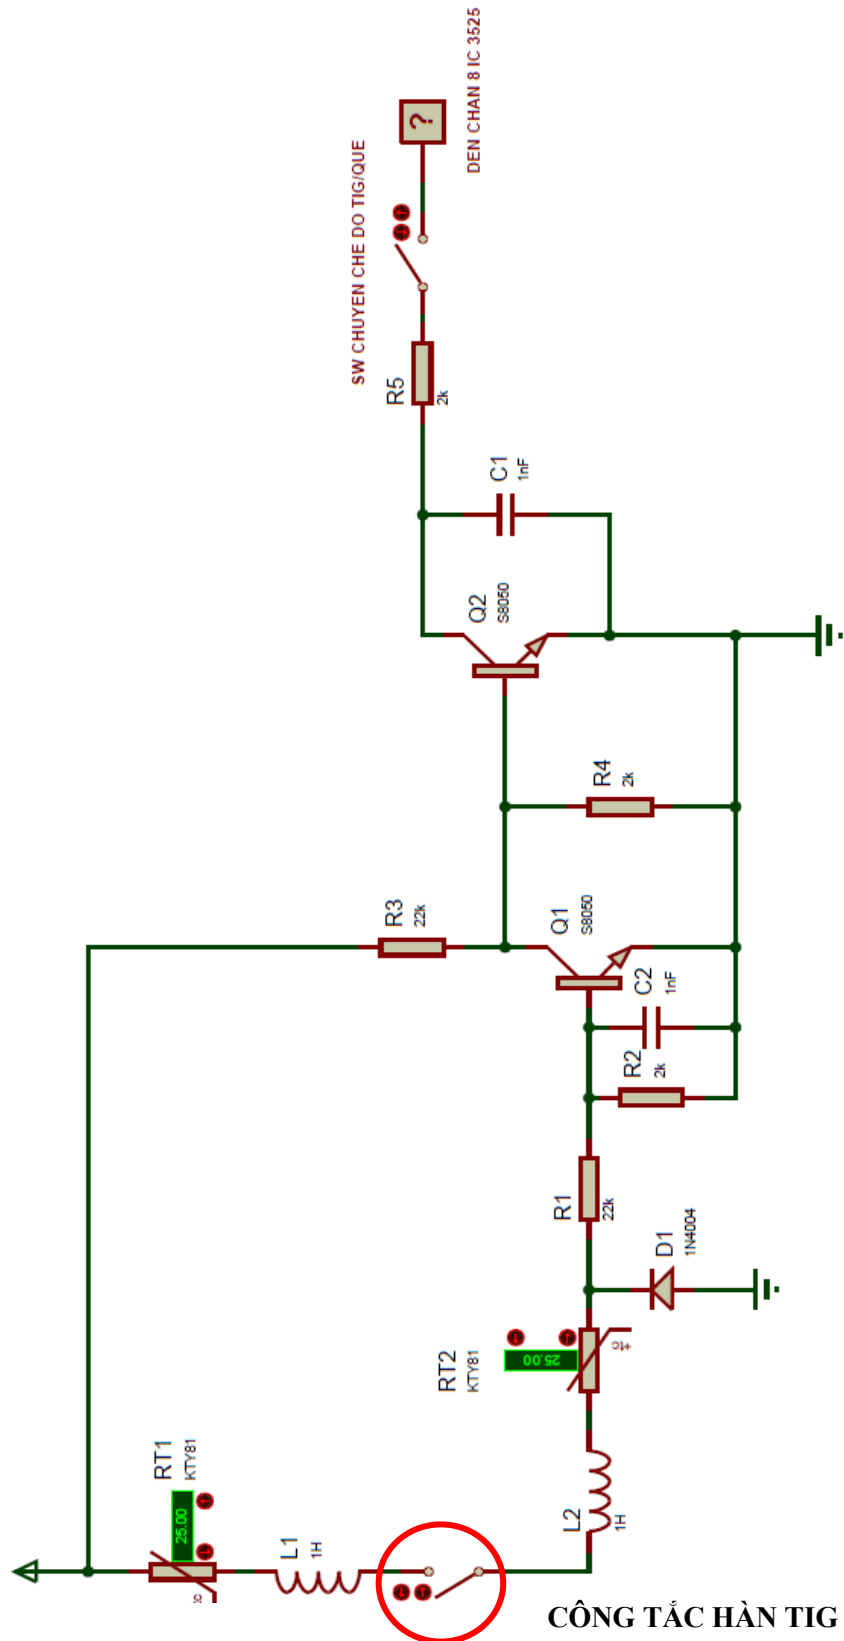 DEN CHAN 8 IC 3525
?
SW CHUYEN CHE DO TIG/QUE
R5
2k
C1
1nF
Q2
S8050
R4
2k
R3
22k
Q1
S8050
C2
1nF
R2
2k
R1
22k
D1
1N4004
RT2
KTY81
25.00
+tc
RT1
KTY81
25.00
L1
1H
L2
1H
CÔNG TẮC HÀN TIG